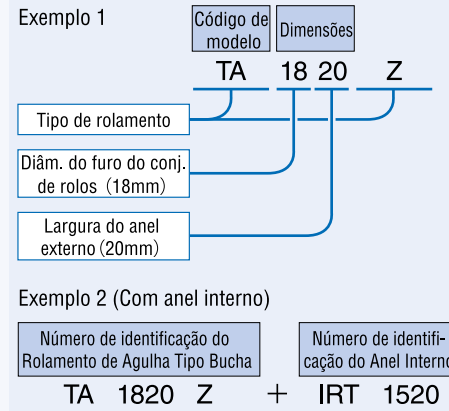 Exemplo 1
Código de
modelo
Dimensões
TA 18 20 Z
Tipo de rolamento
Diâm. do furo do conj.
de rolos (18mm)
Largura do anel
externo (20mm)
Exemplo 2 (Com anel interno)
Número de identificação do
Rolamento de Agulha Tipo Bucha
Número de identifi-
cação do Anel Interno
TA 1820 Z + IRT 1520